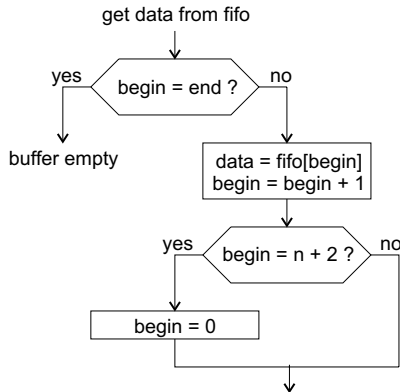 get data from fifo
yes
begin = end ?
no
buffer empty
data = fifo[begin]
begin = begin + 1
yes
begin = n + 2 ?
no
begin = 0